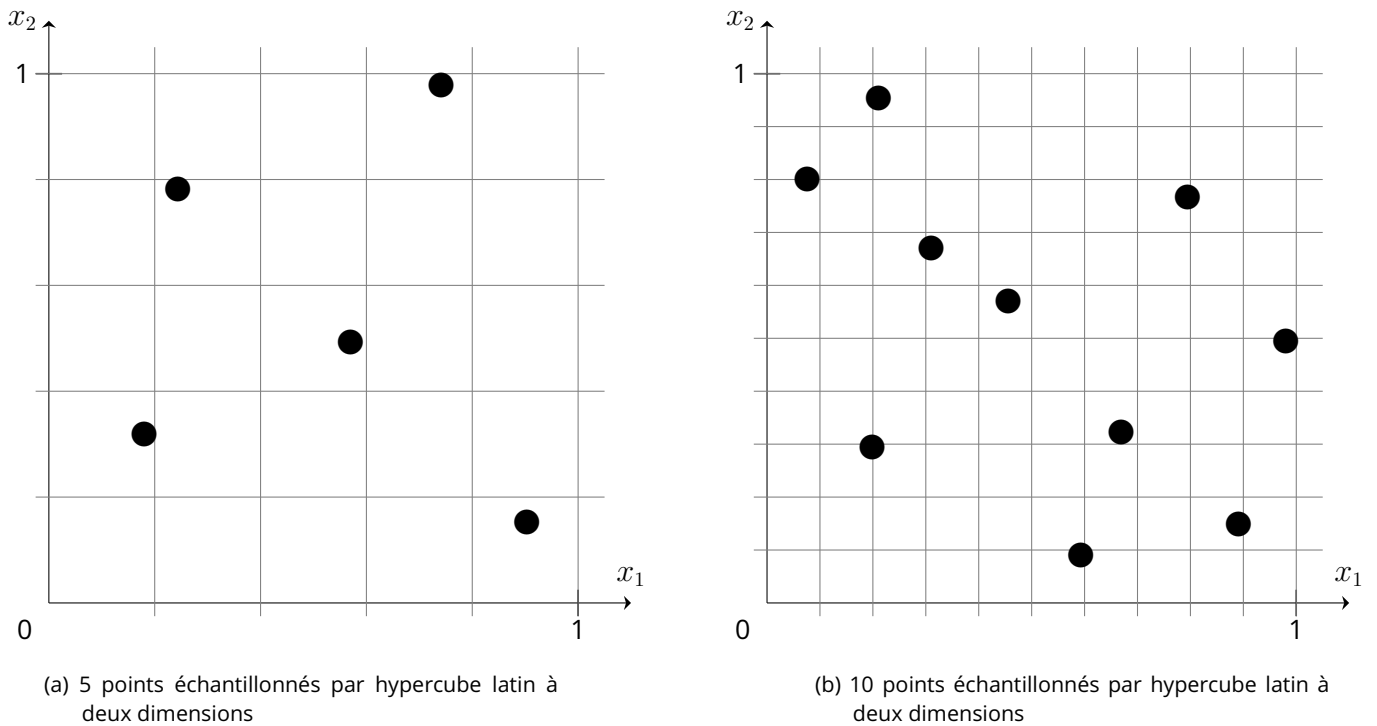 x₂
1
x₁
0
1
(a) 5 points échantillonnés par hypercube latin à
deux dimensions
x₂
1
x₁
0
1
(b) 10 points échantillonnés par hypercube latin à
deux dimensions